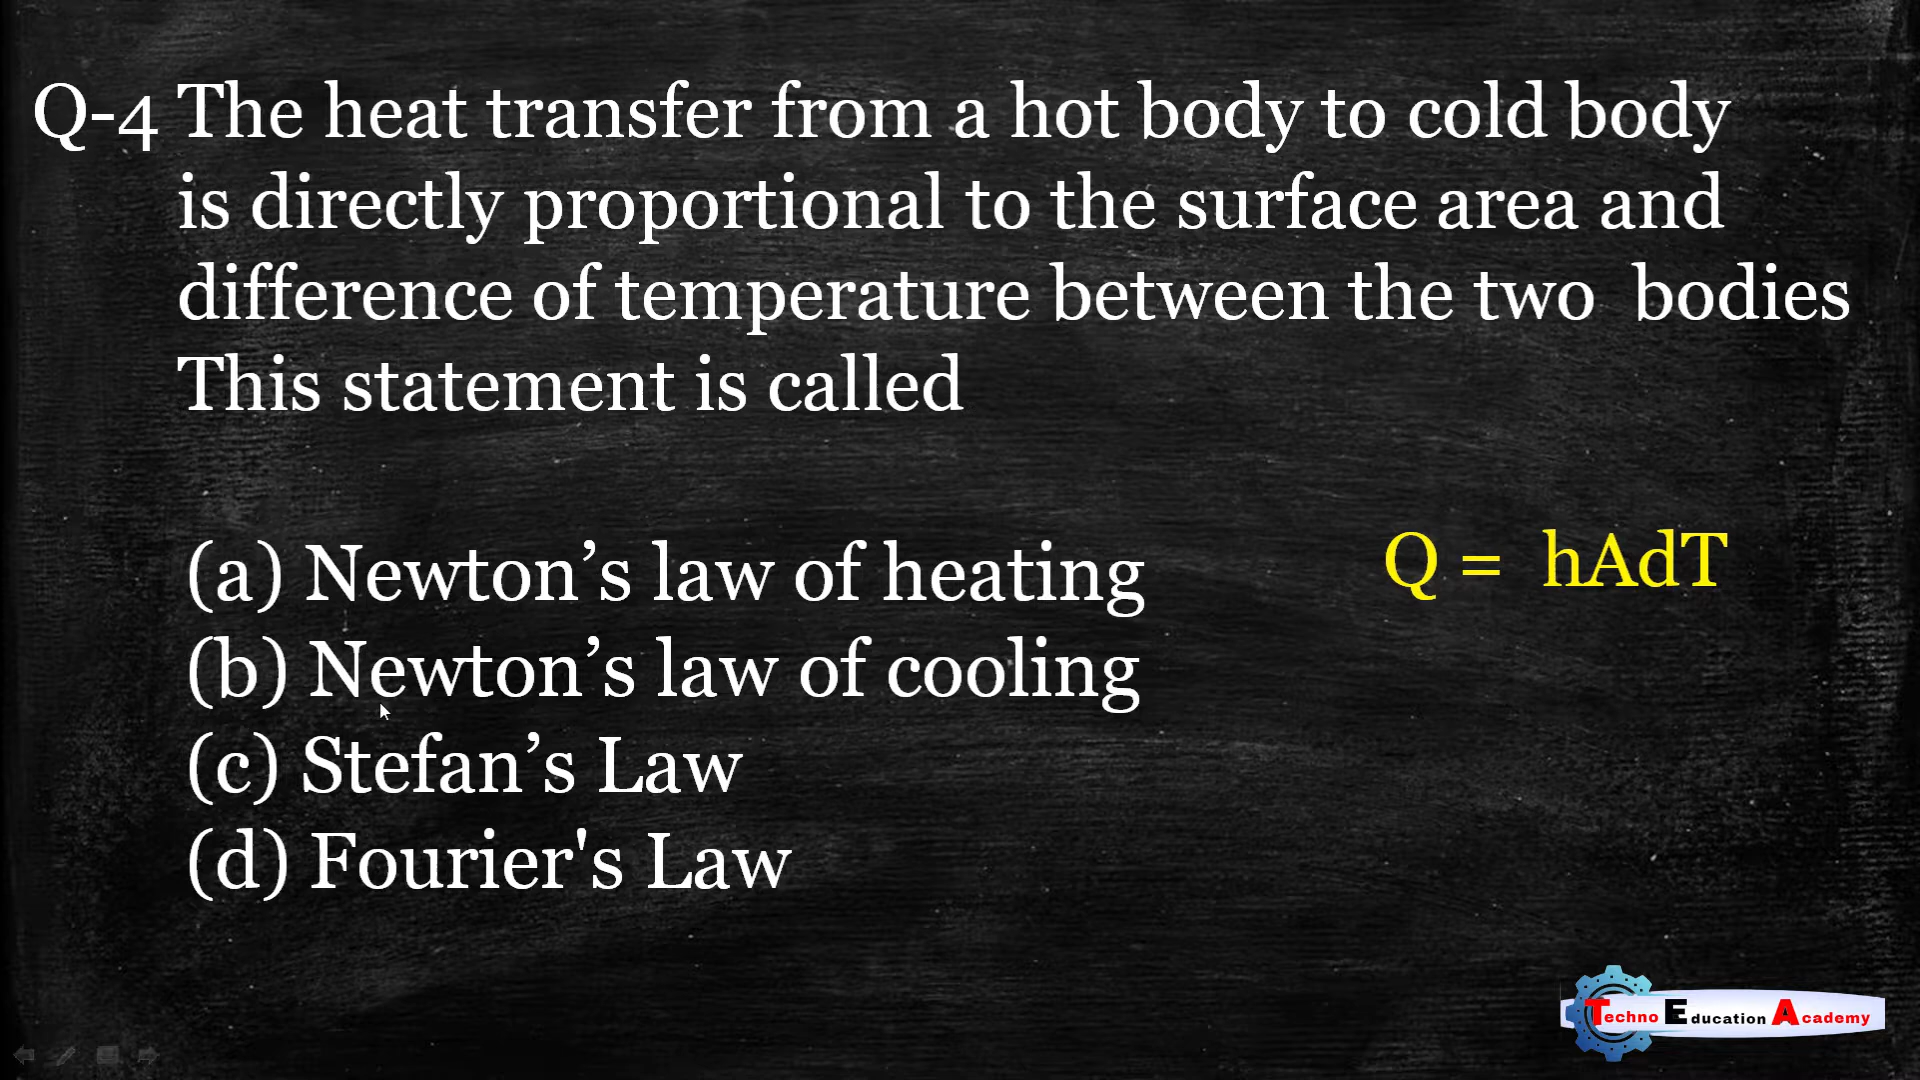 Q-4 The heat transfer from a hot body to cold body
is directly proportional to the surface area and
difference of temperature between the two  bodies
This statement is called
(a) Newton’s law of heating
Q =  hAdT
(b) Newton’s law of cooling
(c) Stefan’s Law
(d) Fourier's Law
Techno Education Academy